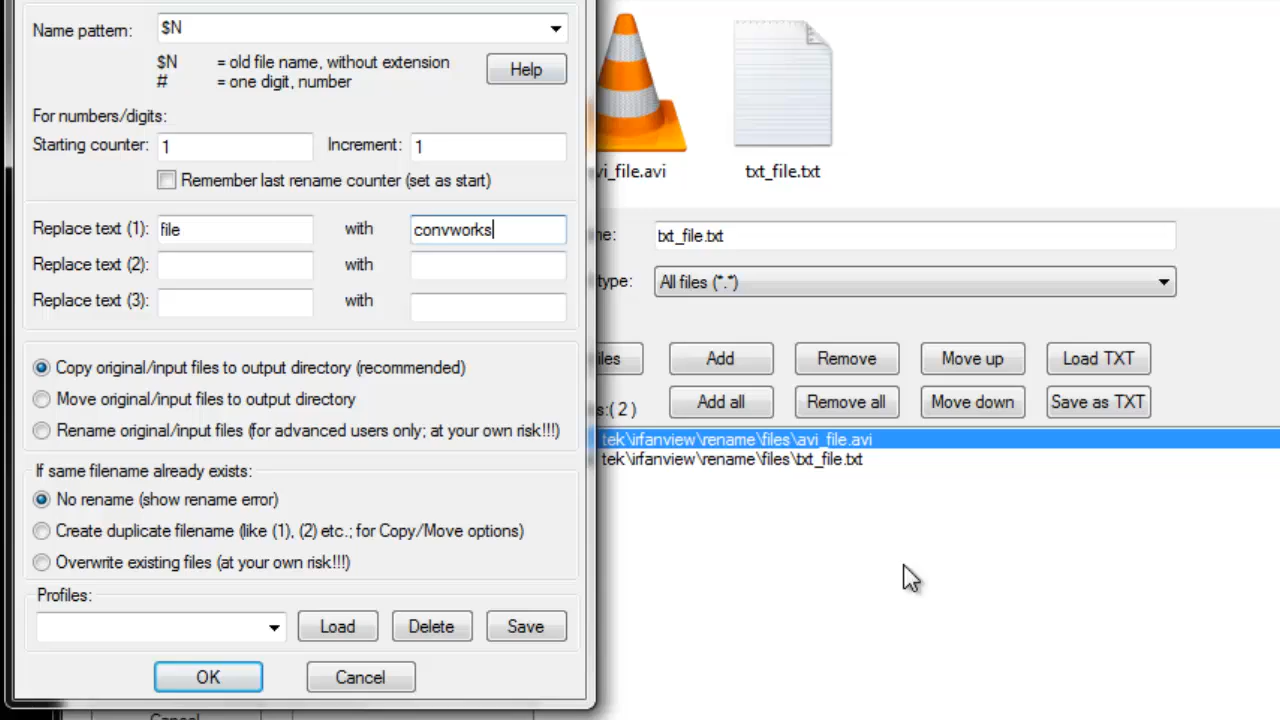 Name pattern: $N
$N = old file name, without extension
# = one digit, number
Help
For numbers/digits:
Starting counter: 1 Increment: 1
Remember last rename counter (set as start)
Replace text (1): file with convworks
Replace text (2): with
Replace text (3): with
Copy original/input files to output directory (recommended)
Move original/input files to output directory
Rename original/input files (for advanced users only; at your own risk!!!)
If same filename already exists:
No rename (show rename error)
Create duplicate filename (like (1), (2) etc.; for Copy/Move options)
Overwrite existing files (at your own risk!!!)
Profiles:
Load Delete Save
OK Cancel
vi_file.avi txt_file.txt
me: txt_file.txt
type: All files (*.*)
iles Add Remove Move up Load TXT
s:( 2 ) Add all Remove all Move down Save as TXT
tek\irfanview\rename\files\avi_file.avi
tek\irfanview\rename\files\txt_file.txt
Cancel